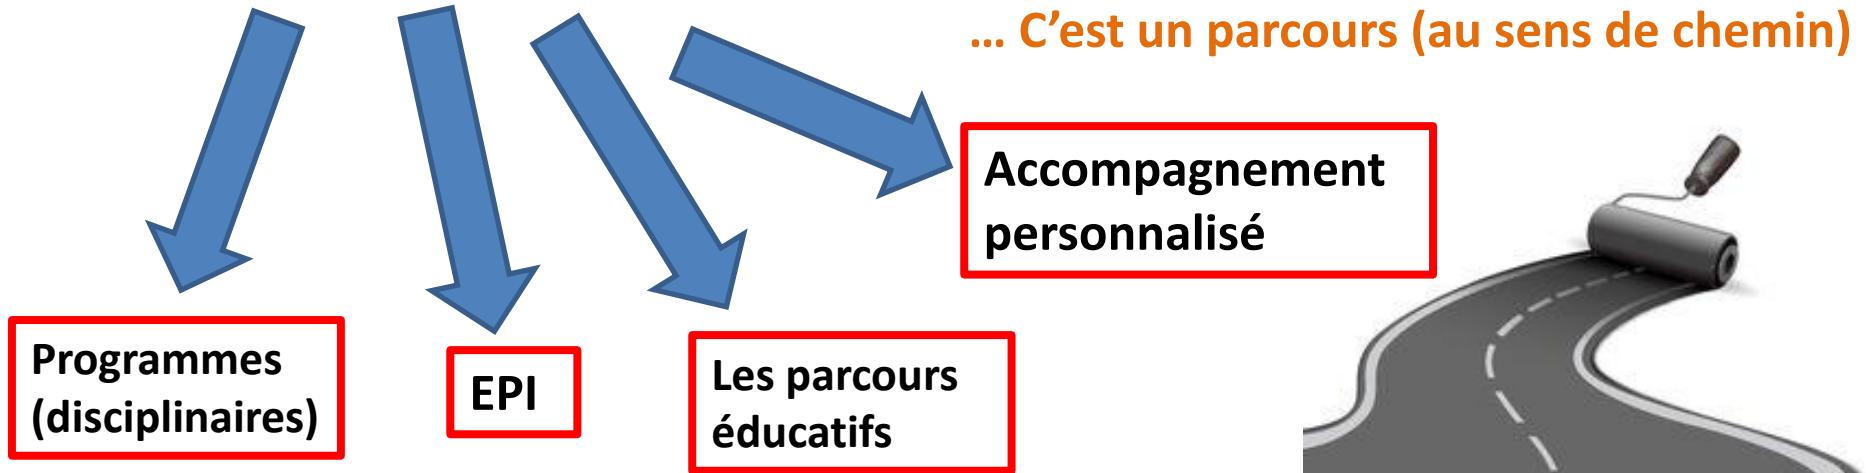 … C’est un parcours (au sens de chemin)
Accompagnement
personnalisé
Programmes
(disciplinaires)
EPI
Les parcours
éducatifs